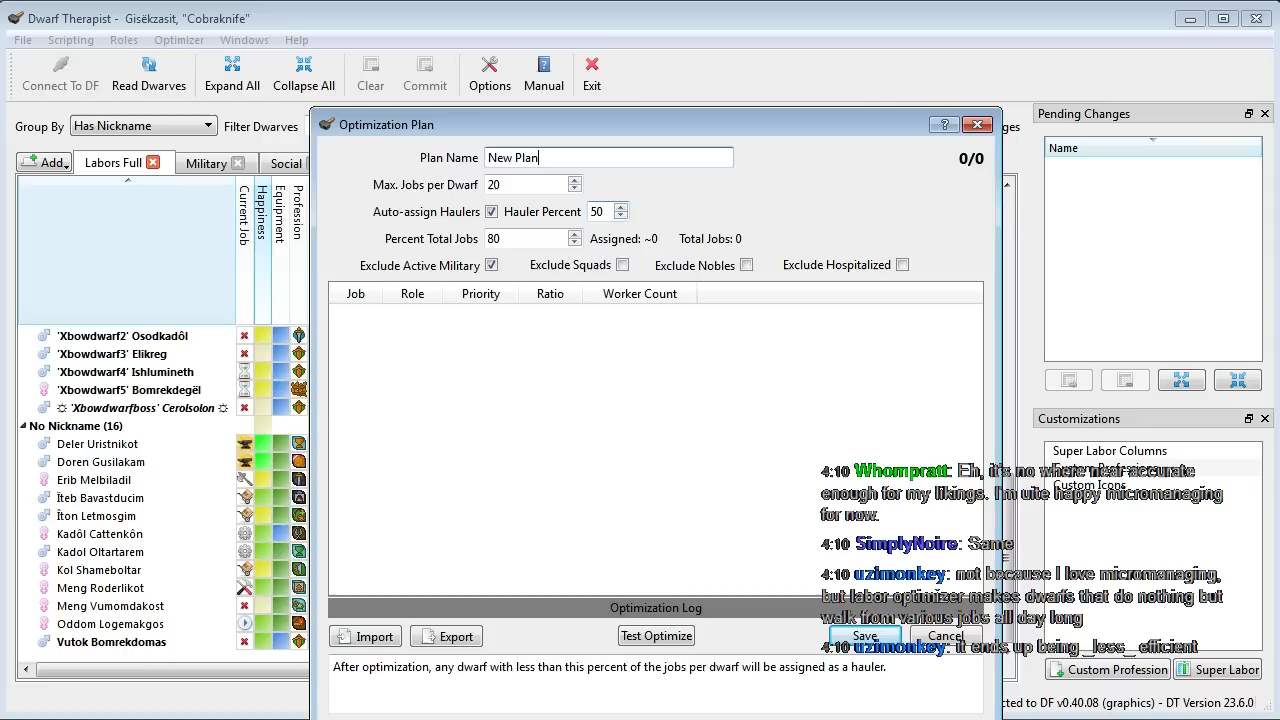 Dwarf Therapist - Gisëkzasit, "Cobraknife"
File Scripting Roles Optimizer Windows Help
Connect To DF Read Dwarves Expand All Collapse All Clear Commit Options Manual Exit
Group By Has Nickname Filter Dwarves
Add... Labors Full Military Social
Current Job
Happiness
Equipment
Profession
'Xbowdwarf2' Osodkadôl
'Xbowdwarf3' Elikreg
'Xbowdwarf4' Ishlumineth
'Xbowdwarf5' Bomrekdegël
☼ 'Xbowdwarfboss' Cerolsolon ☼
No Nickname (16)
Deler Uristnikot
Doren Gusilakam
Erib Melbiladil
Îteb Bavastducim
Îton Letmosgim
Kadôl Cattenkôn
Kadol Oltartarem
Kol Shameboltar
Meng Roderlikot
Meng Vumomdakost
Oddom Logemakgos
Vutok Bomrekdomas
Optimization Plan
Plan Name New Plan 0/0
Max. Jobs per Dwarf 20
Auto-assign Haulers Hauler Percent 50
Percent Total Jobs 80 Assigned: ~0 Total Jobs: 0
Exclude Active Military Exclude Squads Exclude Nobles Exclude Hospitalized
Job Role Priority Ratio Worker Count
Optimization Log
Import Export Test Optimize Save Cancel
After optimization, any dwarf with less than this percent of the jobs per dwarf will be assigned as a hauler.
nges
Pending Changes
Name
Customizations
Super Labor Columns
Custom Icons
Custom Profession Super Labor
cted to DF v0.40.08 (graphics) - DT Version 23.6.0
4:10 Whompratt: Eh, it's no where near accurate
enough for my likings. I'm uite happy micromanaging
for now.
4:10 SimplyNoire: Same
4:10 uzimonkey: not because I love micromanaging,
but labor optimizer makes dwarfs that do nothing but
walk from various jobs all day long
4:10 uzimonkey: it ends up being _less_ efficient